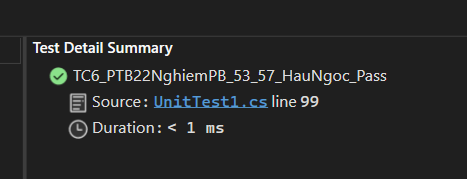 Test Detail Summary
TC6_PTB22NghiemPB_53_57_HauNgoc_Pass
Source: UnitTest1.cs line 99
Duration: < 1 ms